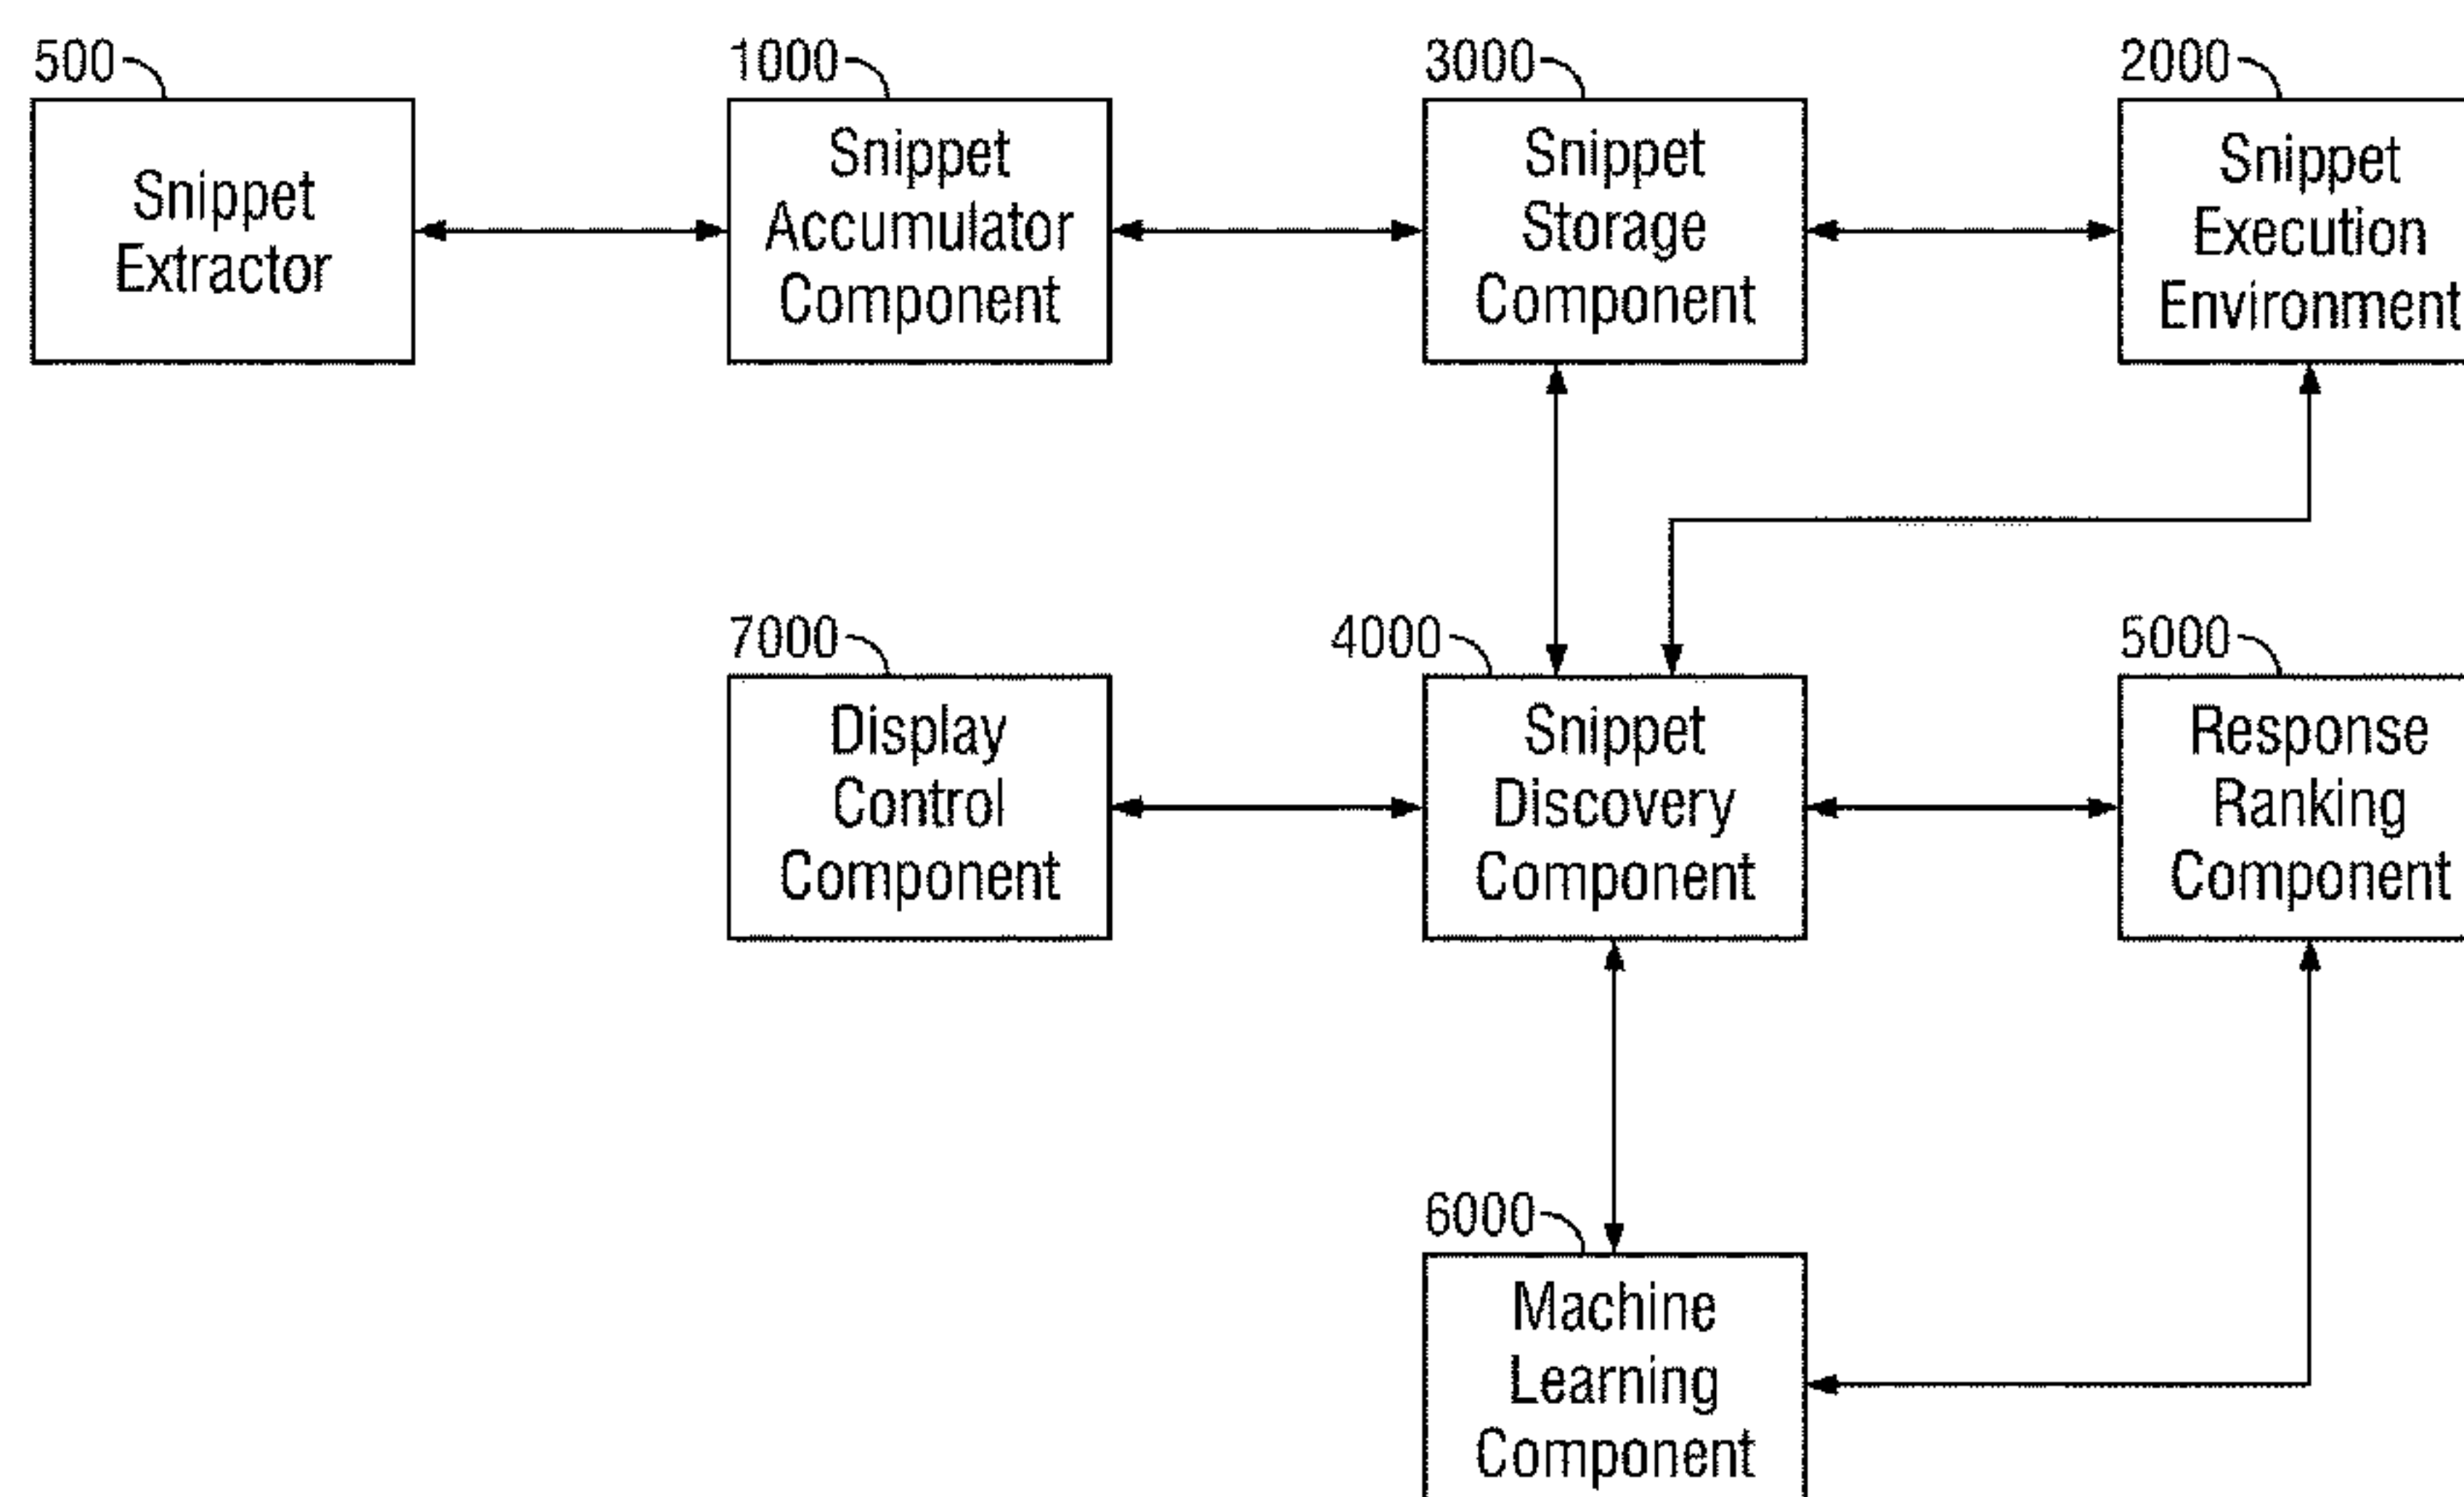 500
Snippet
Extractor
1000
Snippet
Accumulator
Component
3000
Snippet
Storage
Component
2000
Snippet
Execution
Environment
7000
Display
Control
Component
4000
Snippet
Discovery
Component
5000
Response
Ranking
Component
6000
Machine
Learning
Component